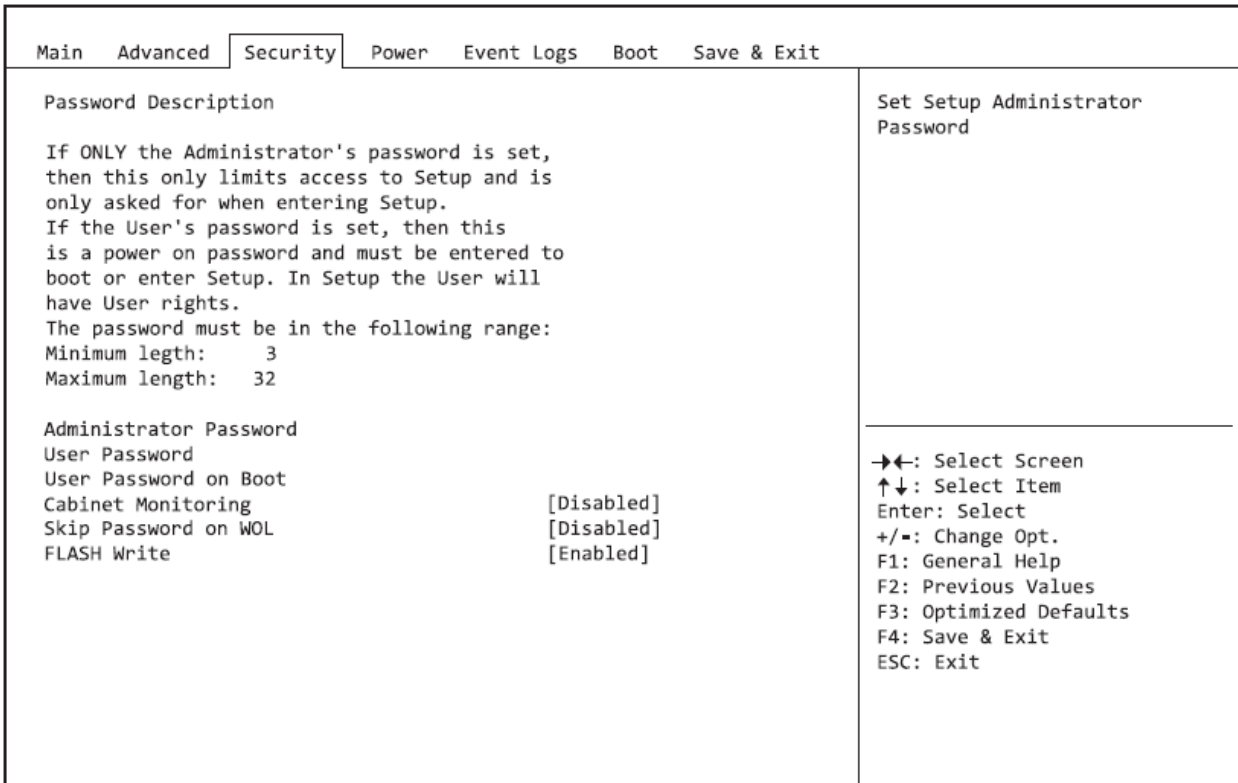 Main Advanced Security Power Event Logs Boot Save & Exit
Password Description
If ONLY the Administrator's password is set,
then this only limits access to Setup and is
only asked for when entering Setup.
If the User's password is set, then this
is a power on password and must be entered to
boot or enter Setup. In Setup the User will
have User rights.
The password must be in the following range:
Minimum legth: 3
Maximum length: 32
Administrator Password
User Password
User Password on Boot
Cabinet Monitoring [Disabled]
Skip Password on WOL [Disabled]
FLASH Write [Enabled]
Set Setup Administrator
Password
→←: Select Screen
↑↓: Select Item
Enter: Select
+/-: Change Opt.
F1: General Help
F2: Previous Values
F3: Optimized Defaults
F4: Save & Exit
ESC: Exit